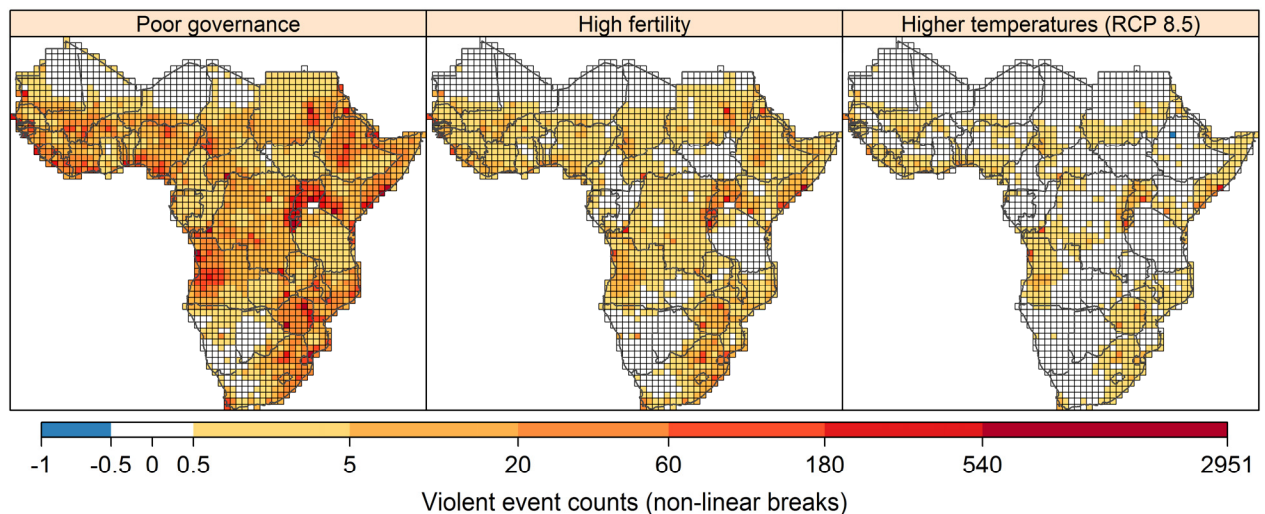 Poor governance
High fertility
Higher temperatures (RCP 8.5)
-1 -0.5 0 0.5 5 20 60 180 540 2951
Violent event counts (non-linear breaks)